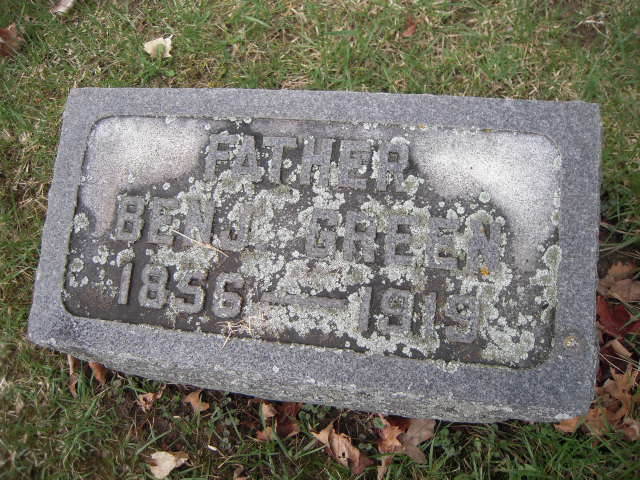 FATHER
BENJ. GREEN
1856 — 1919